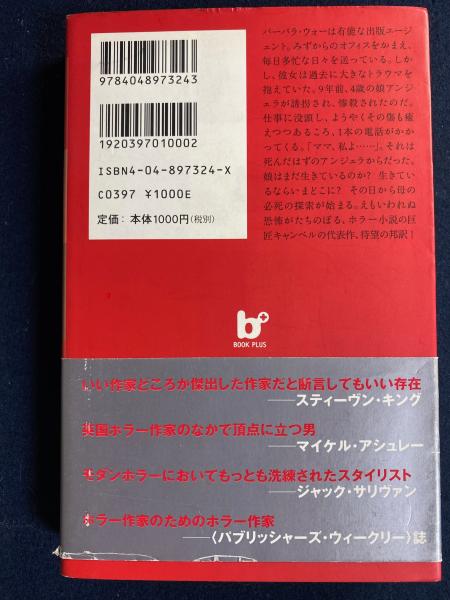 9784048973243
1920397010002
ISBN4-04-897324-X
C0397 ¥1000E
定価：本体1000円(税別)
バーバラ・ウォーは有能な出版エージ
ェント。みずからのオフィスをかまえ、
毎日多忙な日々を送っている。しか
し、彼女は過去に大きなトラウマを
抱えていた。9年前、4歳の娘アンジ
ェラが誘拐され、惨殺されたのだ。
仕事に没頭し、ようやくその傷も癒
えつつあるころ、1本の電話がかか
ってくる。「ママ、私よ……」。それは
死んだはずのアンジェラからだった。
娘はまだ生きているのか? 生きてい
るならいまどこに? その日から母の
必死の探索が始まる。えもいわれぬ
恐怖がたちのぼる、ホラー小説の巨
匠キャンベルの代表作、待望の邦訳!
b+
BOOK PLUS
いい作家どころか傑出した作家だと断言してもいい存在
──スティーヴン・キング
英国ホラー作家のなかで頂点に立つ男
──マイケル・アシュレー
モダンホラーにおいてもっとも洗練されたスタイリスト
──ジャック・サリヴァン
ホラー作家のためのホラー作家
──〈パブリッシャーズ・ウィークリー〉誌